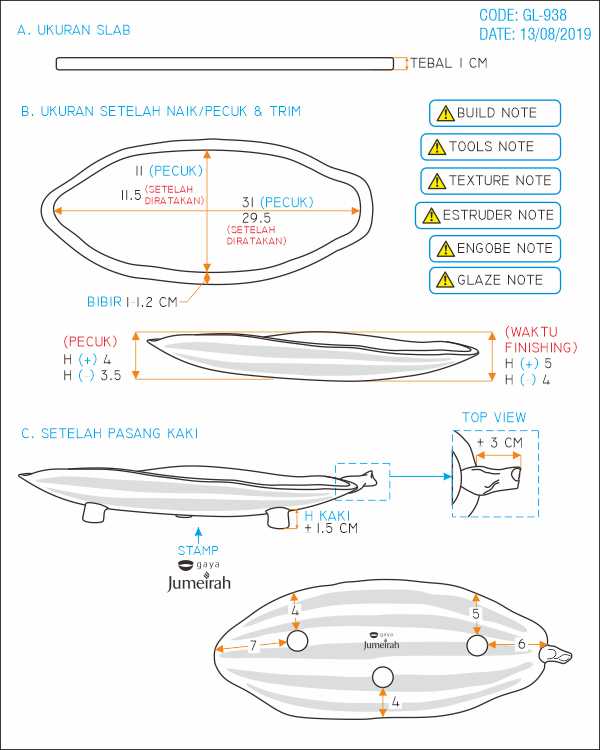 CODE: GL-938
DATE: 13/08/2019
A. UKURAN SLAB
TEBAL 1 CM
B. UKURAN SETELAH NAIK/PECUK & TRIM
11 (PECUK)
11.5 (SETELAH DIRATAKAN)
31 (PECUK)
29.5
(SETELAH DIRATAKAN)
BIBIR 1-1.2 CM
BUILD NOTE
TOOLS NOTE
TEXTURE NOTE
ESTRUDER NOTE
ENGOBE NOTE
GLAZE NOTE
(PECUK)
H (+) 4
H (-) 3.5
(WAKTU
FINISHING)
H (+) 5
H (-) 4
C. SETELAH PASANG KAKI
TOP VIEW
± 3 CM
H KAKI
± 1.5 CM
STAMP
gaya
Jumeirah
4
5
7
gaya
Jumeirah
6
4